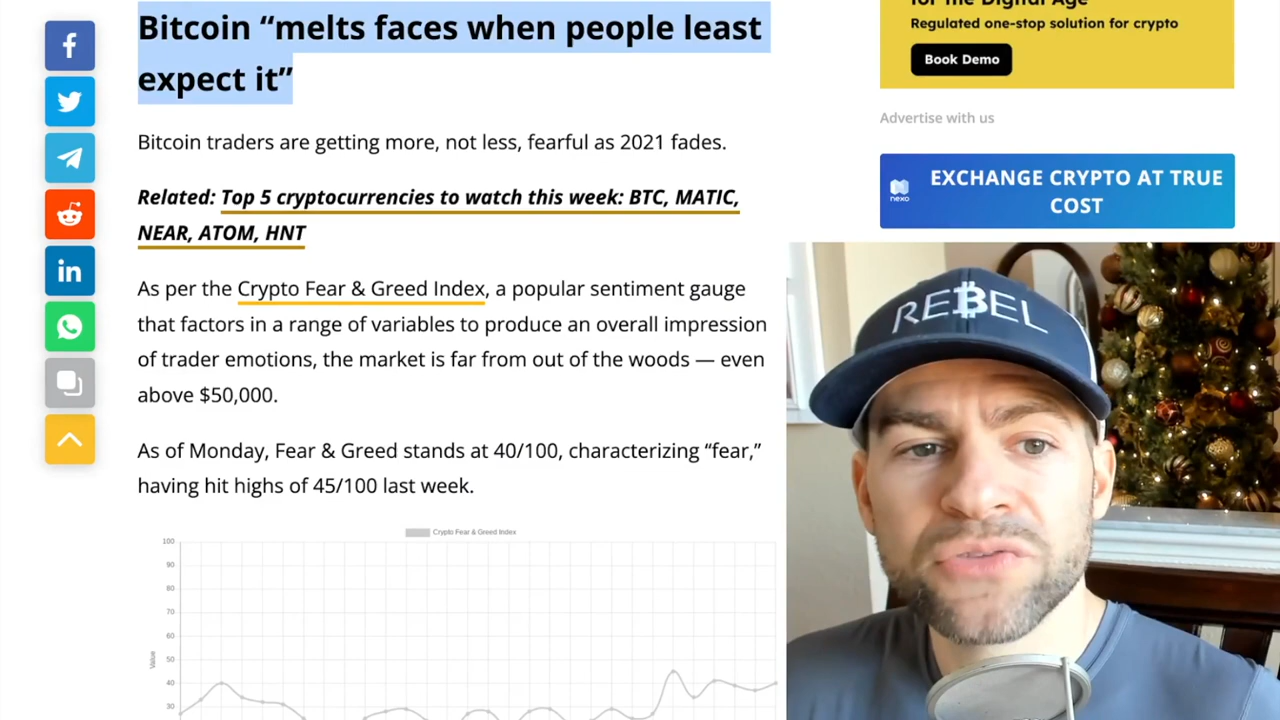 Bitcoin “melts faces when people least
expect it”
Bitcoin traders are getting more, not less, fearful as 2021 fades.
Related: Top 5 cryptocurrencies to watch this week: BTC, MATIC,
NEAR, ATOM, HNT
As per the Crypto Fear & Greed Index, a popular sentiment gauge
that factors in a range of variables to produce an overall impression
of trader emotions, the market is far from out of the woods — even
above $50,000.
As of Monday, Fear & Greed stands at 40/100, characterizing “fear,”
having hit highs of 45/100 last week.
Crypto Fear & Greed Index
100
90
80
70
60
50
40
30
Value
for the Digital Age
Regulated one-stop solution for crypto
Book Demo
Advertise with us
nexo
EXCHANGE CRYPTO AT TRUE
COST
REBEL